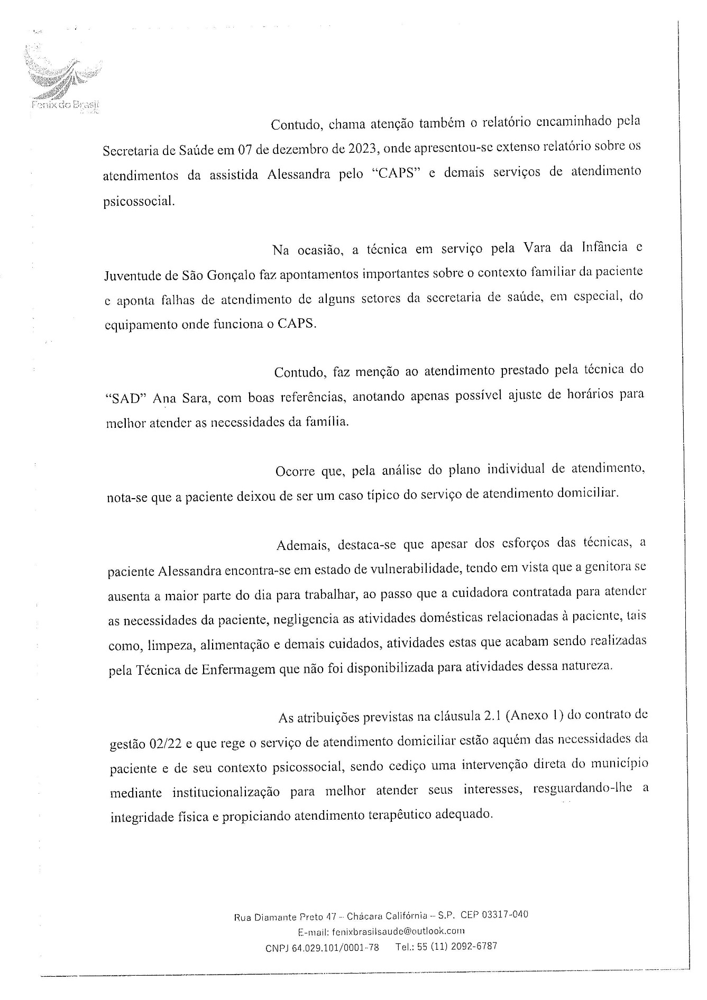 Fenix do Brasil
Contudo, chama atenção também o relatório encaminhado pela
Secretaria de Saúde em 07 de dezembro de 2023, onde apresentou-se extenso relatório sobre os
atendimentos da assistida Alessandra pelo “CAPS” e demais serviços de atendimento
psicossocial.
Na ocasião, a técnica em serviço pela Vara da Infância e
Juventude de São Gonçalo faz apontamentos importantes sobre o contexto familiar da paciente
e aponta falhas de atendimento de alguns setores da secretaria de saúde, em especial, do
equipamento onde funciona o CAPS.
Contudo, faz menção ao atendimento prestado pela técnica do
“SAD” Ana Sara, com boas referências, anotando apenas possível ajuste de horários para
melhor atender as necessidades da família.
Ocorre que, pela análise do plano individual de atendimento,
nota-se que a paciente deixou de ser um caso típico do serviço de atendimento domiciliar.
Ademais, destaca-se que apesar dos esforços das técnicas, a
paciente Alessandra encontra-se em estado de vulnerabilidade, tendo em vista que a genitora se
ausenta a maior parte do dia para trabalhar, ao passo que a cuidadora contratada para atender
as necessidades da paciente, negligencia as atividades domésticas relacionadas à paciente, tais
como, limpeza, alimentação e demais cuidados, atividades estas que acabam sendo realizadas
pela Técnica de Enfermagem que não foi disponibilizada para atividades dessa natureza.
As atribuições previstas na cláusula 2.1 (Anexo 1) do contrato de
gestão 02/22 e que rege o serviço de atendimento domiciliar estão aquém das necessidades da
paciente e de seu contexto psicossocial, sendo cediço uma intervenção direta do município
mediante institucionalização para melhor atender seus interesses, resguardando-lhe a
integridade física e propiciando atendimento terapêutico adequado.
Rua Diamante Preto 47 – Chácara Califórnia – S.P. CEP 03317-040
E-mail: fenixbrasilsaude@outlook.com
CNPJ 64.029.101/0001-78 Tel.: 55 (11) 2092-6787